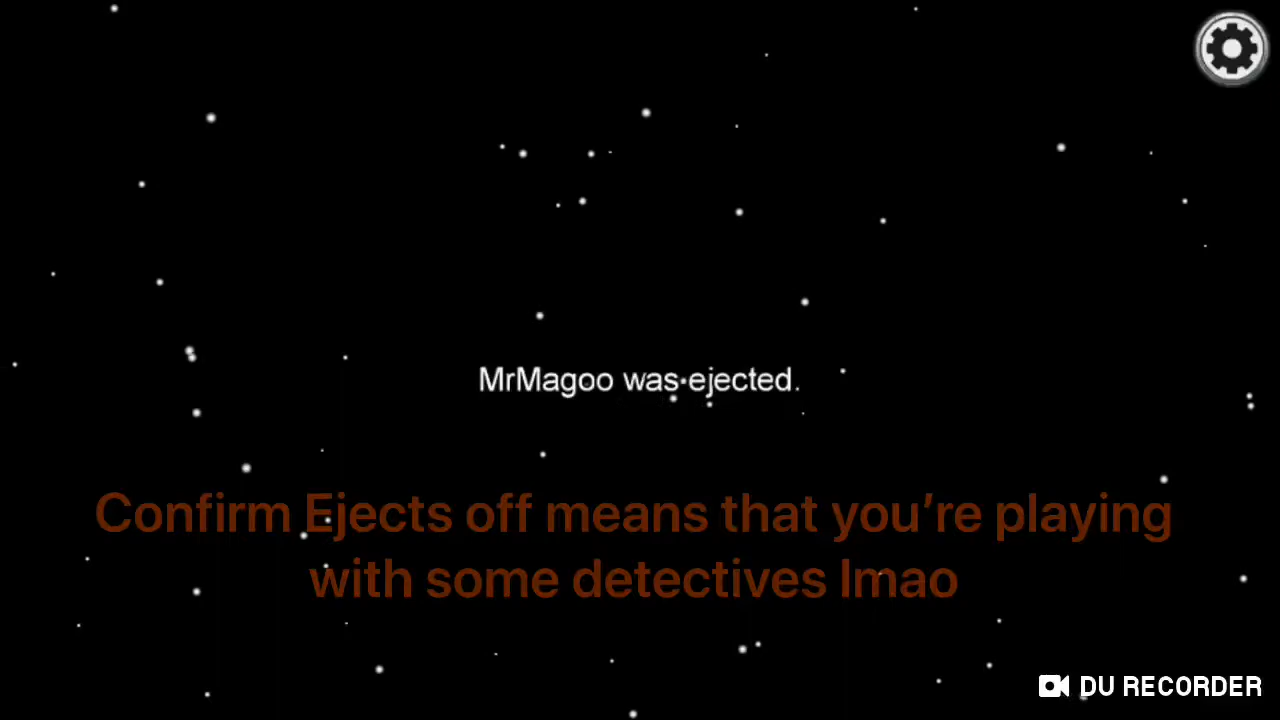 MrMagoo was ejected.
Confirm Ejects off means that you’re playing
with some detectives lmao
DU RECORDER